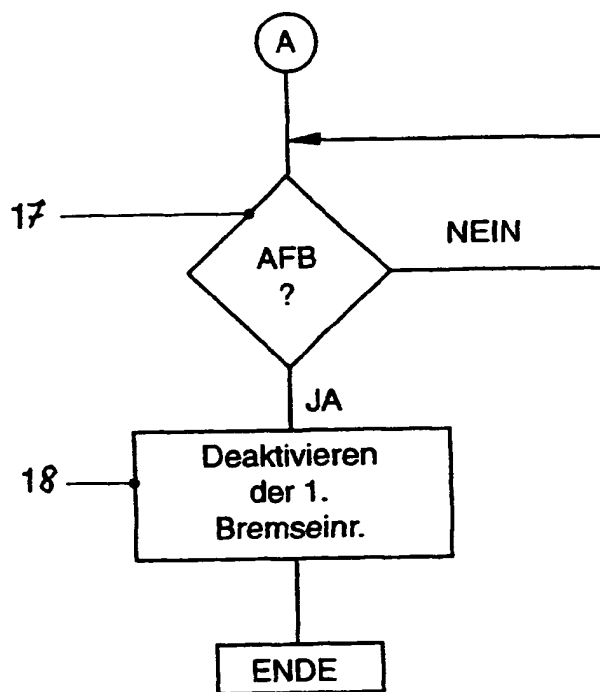 A
17
NEIN
AFB
?
JA
18
Deaktivieren
der 1.
Bremseinr.
ENDE